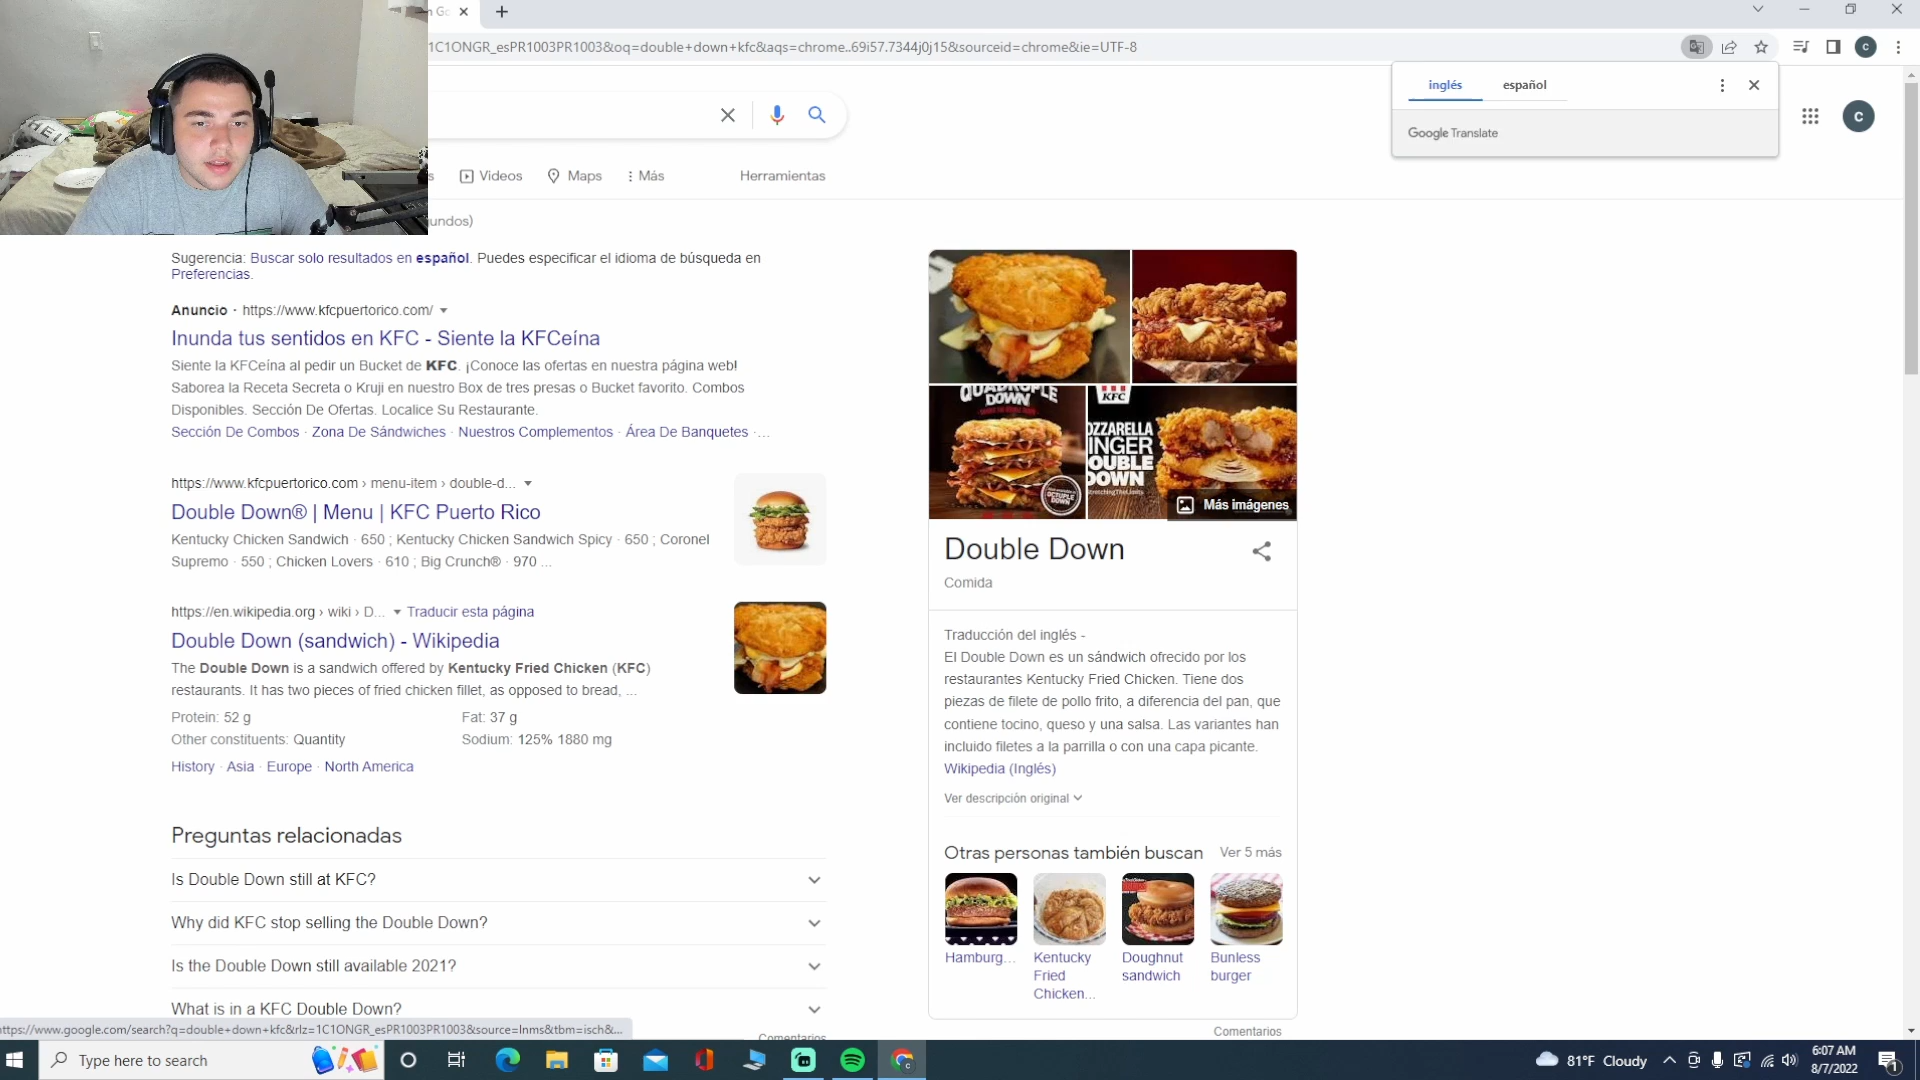 1C1ONGR_esPR1003PR1003&oq=double+down+kfc&aqs=chrome..69i57.7344j0j15&sourceid=chrome&ie=UTF-8
inglés español
Google Translate
C
Videos Maps Más Herramientas
undos)
Sugerencia: Buscar solo resultados en español. Puedes especificar el idioma de búsqueda en
Preferencias.
Anuncio · https://www.kfcpuertorico.com/
Inunda tus sentidos en KFC - Siente la KFCeína
Siente la KFCeína al pedir un Bucket de KFC. ¡Conoce las ofertas en nuestra página web!
Saborea la Receta Secreta o Kruji en nuestro Box de tres presas o Bucket favorito. Combos
Disponibles. Sección De Ofertas. Localice Su Restaurante.
Sección De Combos · Zona De Sándwiches · Nuestros Complementos · Área De Banquetes · ...
https://www.kfcpuertorico.com › menu-item › double-d...
Double Down® | Menu | KFC Puerto Rico
Kentucky Chicken Sandwich · 650 ; Kentucky Chicken Sandwich Spicy · 650 ; Coronel
Supremo · 550 ; Chicken Lovers · 610 ; Big Crunch® · 970 ...
https://en.wikipedia.org › wiki › D... Traducir esta página
Double Down (sandwich) - Wikipedia
The Double Down is a sandwich offered by Kentucky Fried Chicken (KFC)
restaurants. It has two pieces of fried chicken fillet, as opposed to bread, ...
Protein: 52 g Fat: 37 g
Other constituents: Quantity Sodium: 125% 1880 mg
History · Asia · Europe · North America
Preguntas relacionadas
Is Double Down still at KFC?
Why did KFC stop selling the Double Down?
Is the Double Down still available 2021?
What is in a KFC Double Down?
Comentarios
QUADRUPLE
DOWN
OCTUPLE
DOWN
KFC
OZZARELLA
INGER
OUBLE
DOWN
Más imágenes
Double Down
Comida
Traducción del inglés -
El Double Down es un sándwich ofrecido por los
restaurantes Kentucky Fried Chicken. Tiene dos
piezas de filete de pollo frito, a diferencia del pan, que
contiene tocino, queso y una salsa. Las variantes han
incluido filetes a la parrilla o con una capa picante.
Wikipedia (Inglés)
Ver descripción original
Otras personas también buscan Ver 5 más
Hamburg...
Kentucky
Fried
Chicken...
Doughnut
sandwich
Bunless
burger
Comentarios
ttps://www.google.com/search?q=double+down+kfc&rlz=1C1ONGR_esPR1003PR1003&source=lnms&tbm=isch&...
Type here to search
81°F Cloudy
6:07 AM
8/7/2022
1